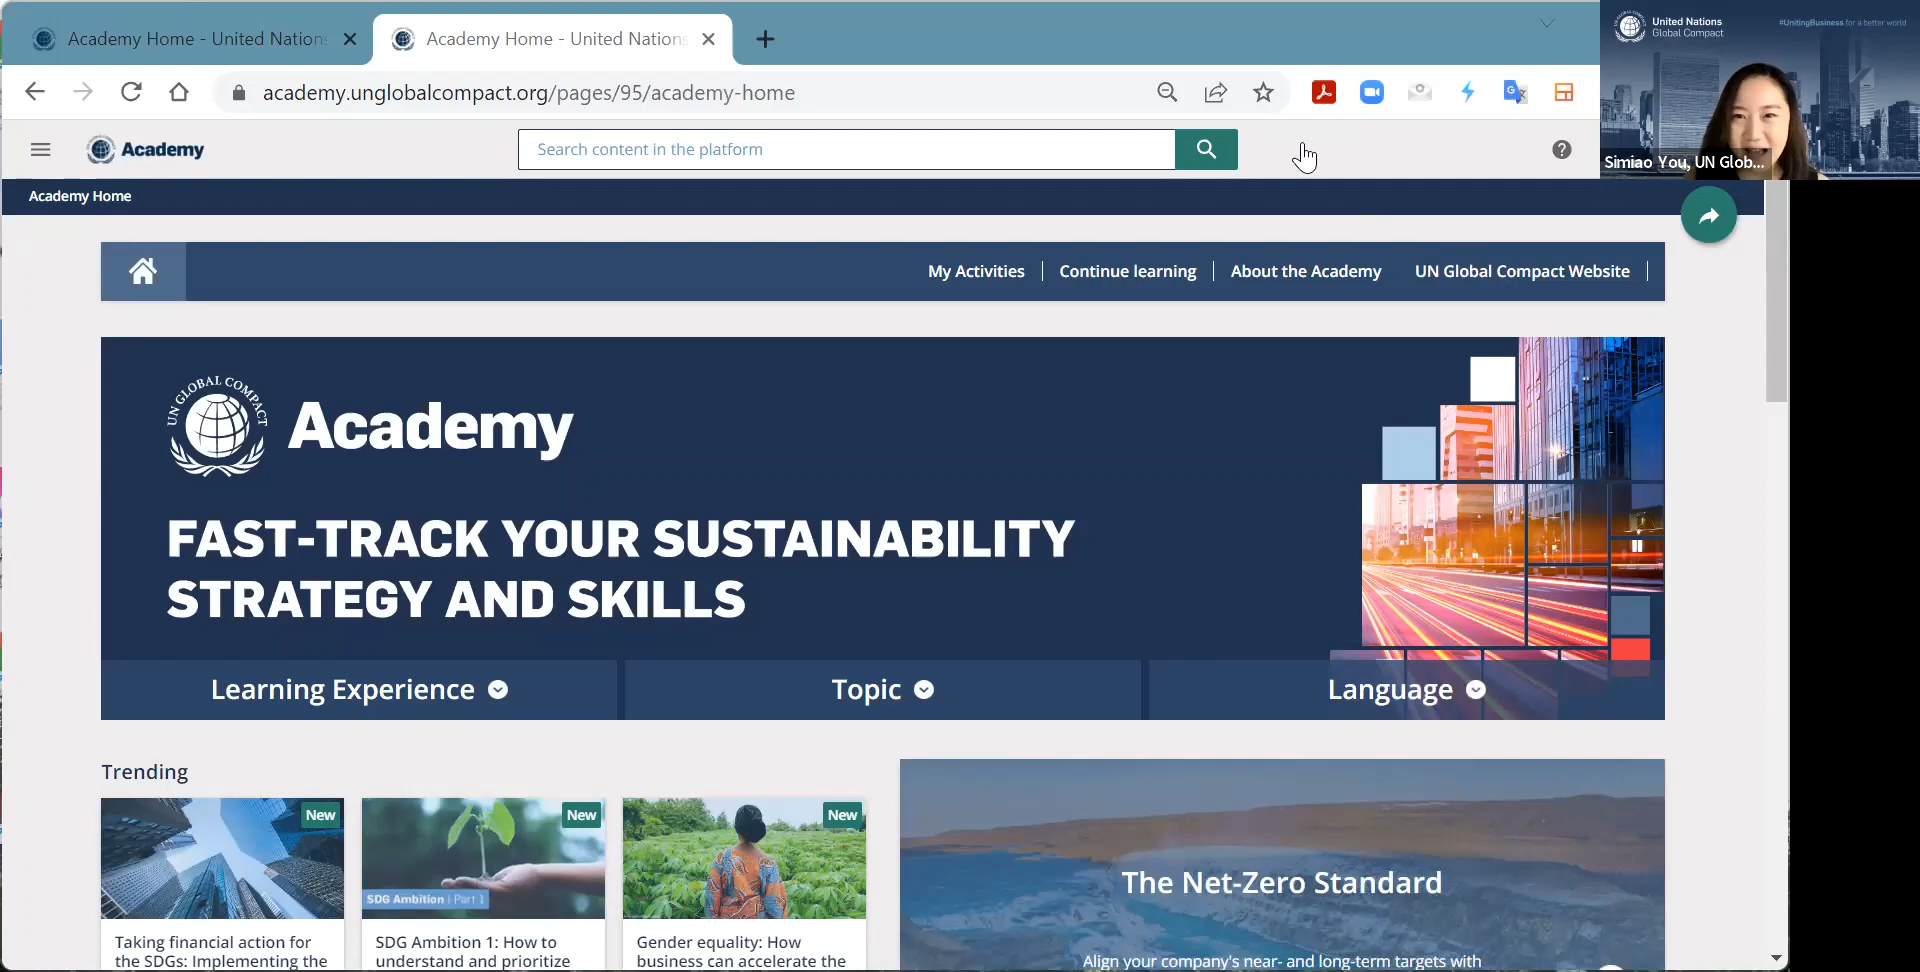 Academy Home - United Nations
Academy Home - United Nations
United Nations
Global Compact
#UnitingBusiness for a better world
academy.unglobalcompact.org/pages/95/academy-home
Academy
Search content in the platform
Simiao You, UN Glob...
Academy Home
My Activities
Continue learning
About the Academy
UN Global Compact Website
UN GLOBAL COMPACT
Academy
FAST-TRACK YOUR SUSTAINABILITY
STRATEGY AND SKILLS
Learning Experience
Topic
Language
Trending
New
New
New
SDG Ambition | Part 1
The Net-Zero Standard
Taking financial action for
the SDGs: Implementing the
SDG Ambition 1: How to
understand and prioritize
Gender equality: How
business can accelerate the
Align your company's near- and long-term targets with